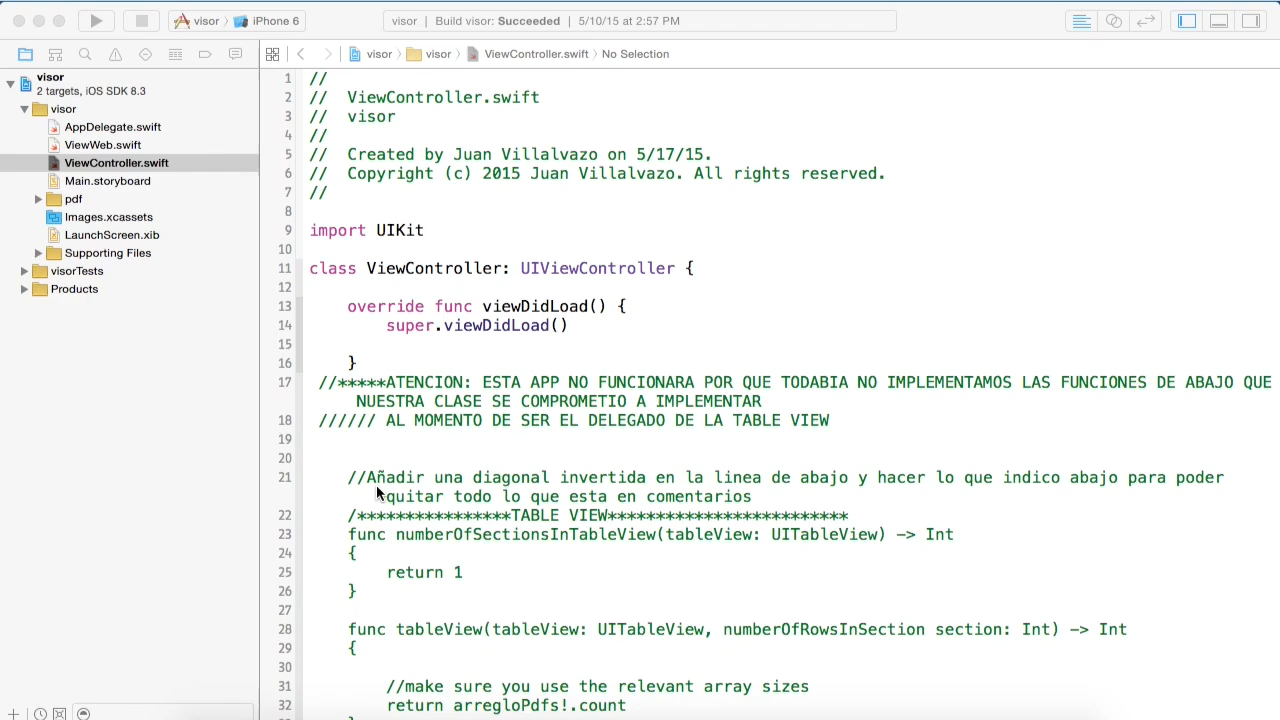 visor iPhone 6
visor | Build visor: Succeeded | 5/10/15 at 2:57 PM
visor visor ViewController.swift No Selection
visor
2 targets, iOS SDK 8.3
visor
AppDelegate.swift
ViewWeb.swift
ViewController.swift
Main.storyboard
pdf
Images.xcassets
LaunchScreen.xib
Supporting Files
visorTests
Products
1 //
2 // ViewController.swift
3 // visor
4 //
5 // Created by Juan Villalvazo on 5/17/15.
6 // Copyright (c) 2015 Juan Villalvazo. All rights reserved.
7 //
8
9 import UIKit
10
11 class ViewController: UIViewController {
12
13 override func viewDidLoad() {
14 super.viewDidLoad()
15
16 }
17 //*****ATENCION: ESTA APP NO FUNCIONARA POR QUE TODABIA NO IMPLEMENTAMOS LAS FUNCIONES DE ABAJO QUE
NUESTRA CLASE SE COMPROMETIO A IMPLEMENTAR
18 ////// AL MOMENTO DE SER EL DELEGADO DE LA TABLE VIEW
19
20
21 //Añadir una diagonal invertida en la linea de abajo y hacer lo que indico abajo para poder
quitar todo lo que esta en comentarios
22 /****************TABLE VIEW*************************
23 func numberOfSectionsInTableView(tableView: UITableView) -> Int
24 {
25 return 1
26 }
27
28 func tableView(tableView: UITableView, numberOfRowsInSection section: Int) -> Int
29 {
30
31 //make sure you use the relevant array sizes
32 return arregloPdfs!.count